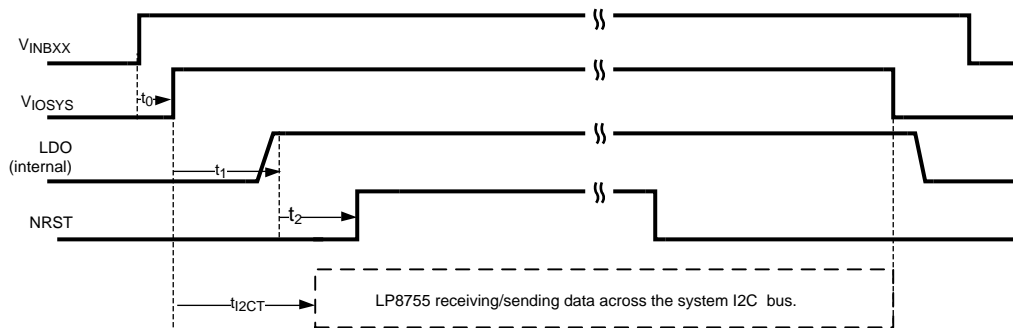 VINBXX
t0
VIOSYS
LDO
(internal)
t1
t2
NRST
tI2CT
LP8755 receiving/sending data across the system I2C bus.